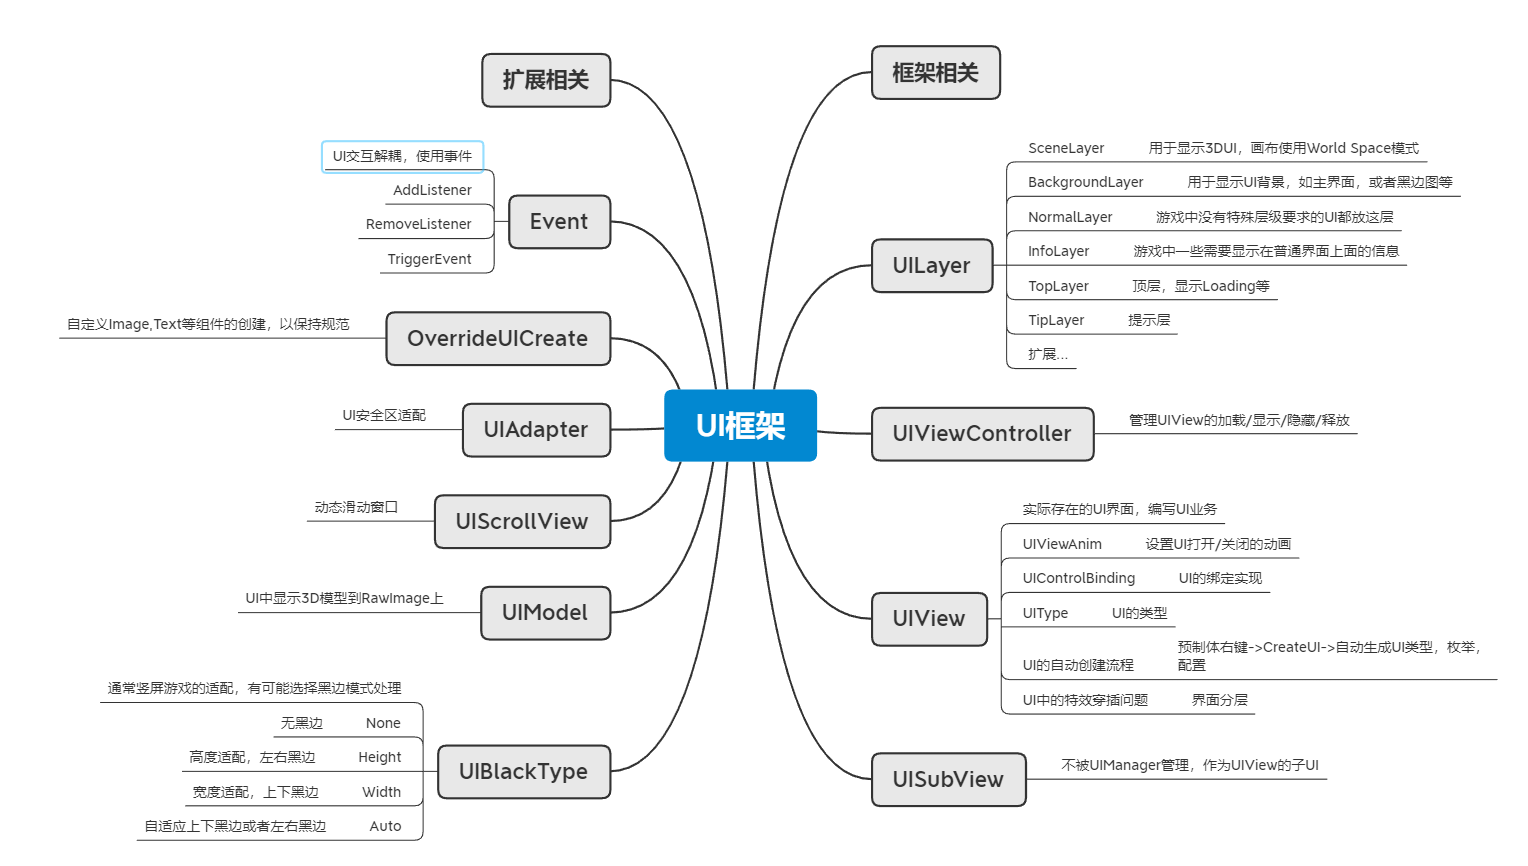 UI框架
框架相关
UILayer
SceneLayer 用于显示3DUI，画布使用World Space模式
BackgroundLayer 用于显示UI背景，如主界面，或者黑边图等
NormalLayer 游戏中没有特殊层级要求的UI都放这层
InfoLayer 游戏中一些需要显示在普通界面上面的信息
TopLayer 顶层，显示Loading等
TipLayer 提示层
扩展...
UIViewController
管理UIView的加载/显示/隐藏/释放
UIView
实际存在的UI界面，编写UI业务
UIViewAnim 设置UI打开/关闭的动画
UIControlBinding UI的绑定实现
UIType UI的类型
UI的自动创建流程 预制体右键->CreateUI->自动生成UI类型，枚举，
配置
UI中的特效穿插问题 界面分层
UISubView
不被UIManager管理，作为UIView的子UI
扩展相关
Event
UI交互解耦，使用事件
AddListener
RemoveListener
TriggerEvent
OverrideUICreate
自定义Image,Text等组件的创建，以保持规范
UIAdapter
UI安全区适配
UIScrollView
动态滑动窗口
UIModel
UI中显示3D模型到RawImage上
UIBlackType
通常竖屏游戏的适配，有可能选择黑边模式处理
无黑边 None
高度适配，左右黑边 Height
宽度适配，上下黑边 Width
自适应上下黑边或者左右黑边 Auto